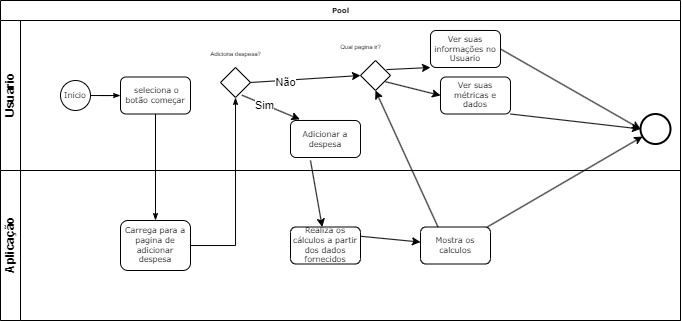 Pool
Usuario
Adiciona despesa?
Qual pagina ir?
Ver suas
informações no
Usuario
Inicio
seleciona o
botão começar
Não
Ver suas
métricas e
dados
Sim
Adicionar a
despesa
Aplicação
Carrega para a
pagina de
adicionar
despesa
Realiza os
cálculos a partir
dos dados
fornecidos
Mostra os
calculos